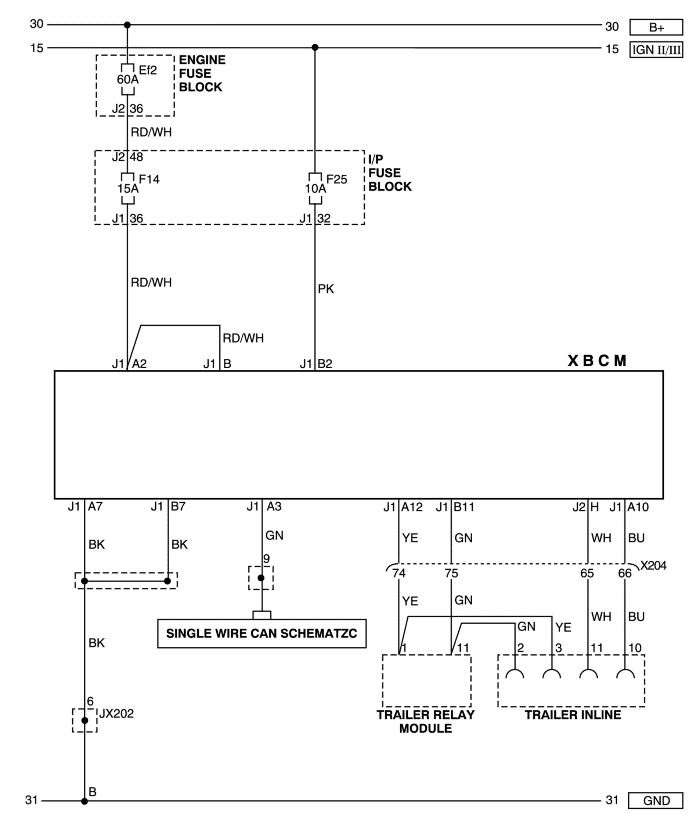 30 30 B+
15 15 IGN II/III
Ef2 ENGINE
60A FUSE
BLOCK
J2 36
RD/WH
J2 48 I/P
F14 F25 FUSE
15A 10A BLOCK
J1 36 J1 32
RD/WH PK
RD/WH
J1 A2 J1 B J1 B2 XBCM
J1 A7 J1 B7 J1 A3 J1 A12 J1 B11 J2 H J1 A10
BK BK GN YE GN WH BU
9 X204
74 75 65 66
YE GN WH BU
GN YE
SINGLE WIRE CAN SCHEMATZC
BK
1 11 2 3 11 10
6
JX202
TRAILER RELAY TRAILER INLINE
MODULE
B
31 31 GND